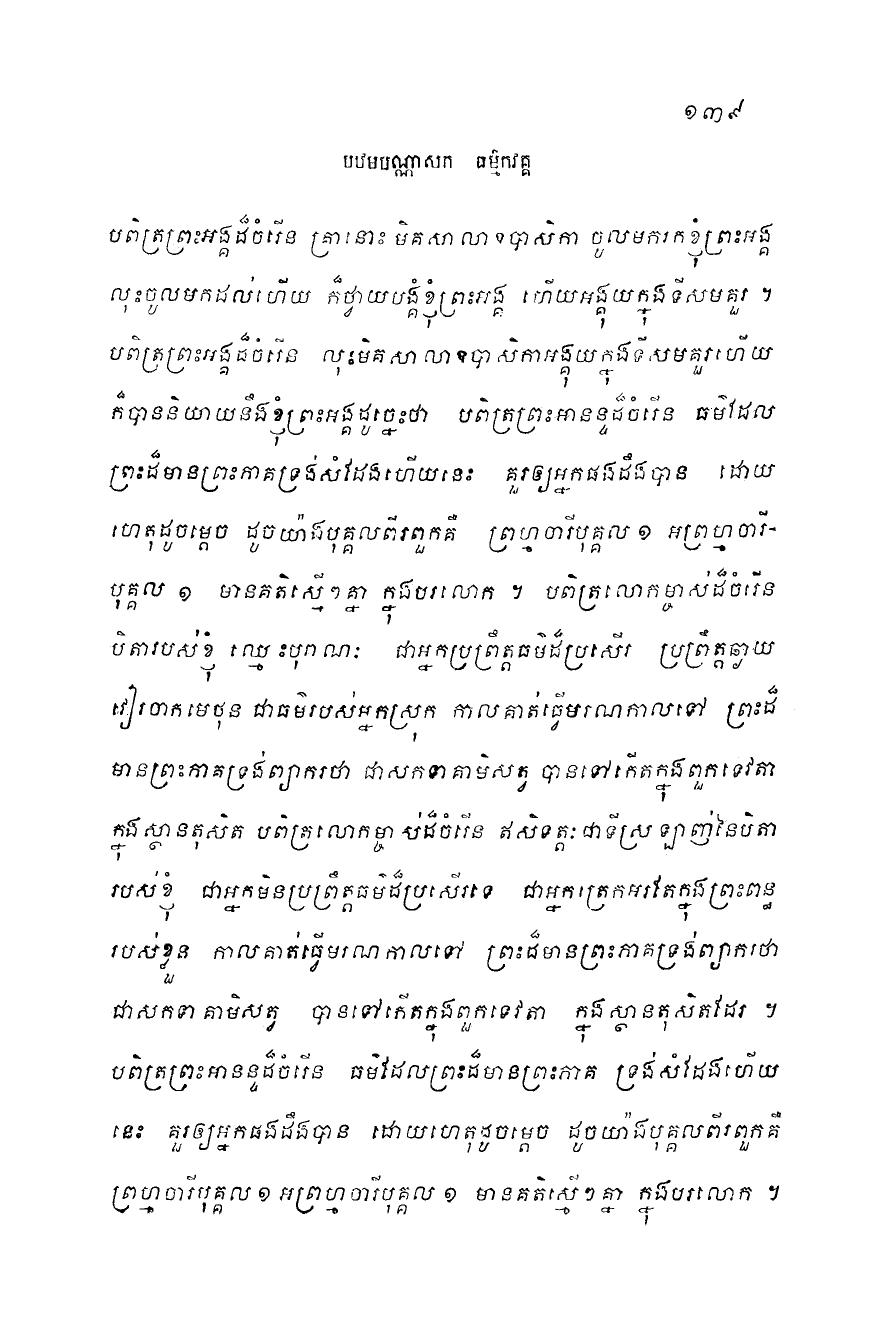 ១៣៩
បឋមបណ្ណាសក ធម្មិកវគ្គ
បពិត្រព្រះអង្គដ៏ចំរើន គ្រានោះ មិគសាលាឧបាសិកា ចូលមករកខ្ញុំព្រះអង្គ
លុះចូលមកដល់ហើយ ក៏ថ្វាយបង្គំខ្ញុំព្រះអង្គ ហើយអង្គុយក្នុងទីសមគួរ ។
បពិត្រព្រះអង្គដ៏ចំរើន លុះមិគសាលាឧបាសិកាអង្គុយក្នុងទីសមគួរហើយ
ក៏បាននិយាយនឹងខ្ញុំព្រះអង្គដូច្នេះថា បពិត្រព្រះអានន្ទដ៏ចំរើន ធម៌ដែល
ព្រះដ៏មានព្រះភាគទ្រង់សំដែងហើយនេះ គួរឲ្យអ្នកផងដឹងបាន ដោយ
ហេតុដូចម្តេច ដូចយ៉ាងបុគ្គលពីរពួកគឺ ព្រហ្មចារីបុគ្គល ១ អព្រហ្មចារី-
បុគ្គល ១ មានគតិស្មើៗគ្នា ក្នុងបរលោក ។ បពិត្រលោកម្ចាស់ដ៏ចំរើន
បិតារបស់ខ្ញុំ ឈ្មោះបុរាណៈ ជាអ្នកប្រព្រឹត្តធម៌ដ៏ប្រសើរ ប្រព្រឹត្តឆ្ងាយ
វៀរចាកមេថុន ជាធម៌របស់អ្នកស្រុក កាលគាត់ធ្វើមរណកាលទៅ ព្រះដ៏
មានព្រះភាគទ្រង់ព្យាករថា ជាសកទាគាមិសត្វ បានទៅកើតក្នុងពួកទេវតា
ក្នុងស្ថានតុសិត បពិត្រលោកម្ចាស់ដ៏ចំរើន ឥសិទត្តៈជាទីស្រឡាញ់នៃបិតា
របស់ខ្ញុំ ជាអ្នកមិនប្រព្រឹត្តធម៌ដ៏ប្រសើរទេ ជាអ្នកត្រេកអរតែក្នុងព្រះពន្ធ
របស់ខ្លួន កាលគាត់ធ្វើមរណកាលទៅ ព្រះដ៏មានព្រះភាគទ្រង់ព្យាករថា
ជាសកទាគាមិសត្វ បានទៅកើតក្នុងពួកទេវតា ក្នុងស្ថានតុសិតដែរ ។
បពិត្រព្រះអានន្ទដ៏ចំរើន ធម៌ដែលព្រះដ៏មានព្រះភាគ ទ្រង់សំដែងហើយ
នេះ គួរឲ្យអ្នកផងដឹងបាន ដោយហេតុដូចម្តេច ដូចយ៉ាងបុគ្គលពីរពួកគឺ
ព្រហ្មចារីបុគ្គល ១ អព្រហ្មចារីបុគ្គល ១ មានគតិស្មើៗគ្នា ក្នុងបរលោក ។